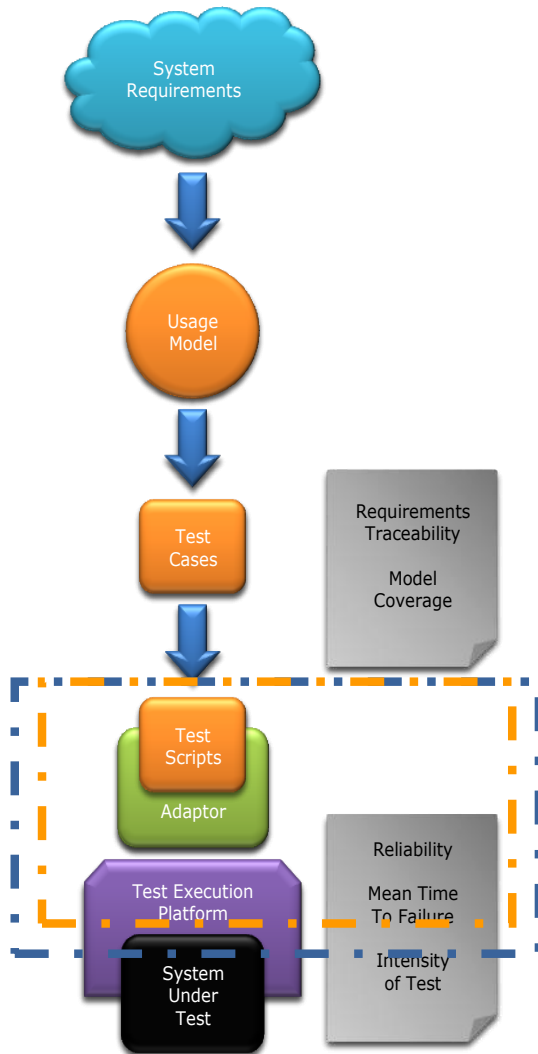 System
Requirements
Usage
Model
Test
Cases
Requirements
Traceability
Model
Coverage
Test
Scripts
Adaptor
Test Execution
Platform
System
Under
Test
Reliability
Mean Time
To Failure
Intensity
of Test